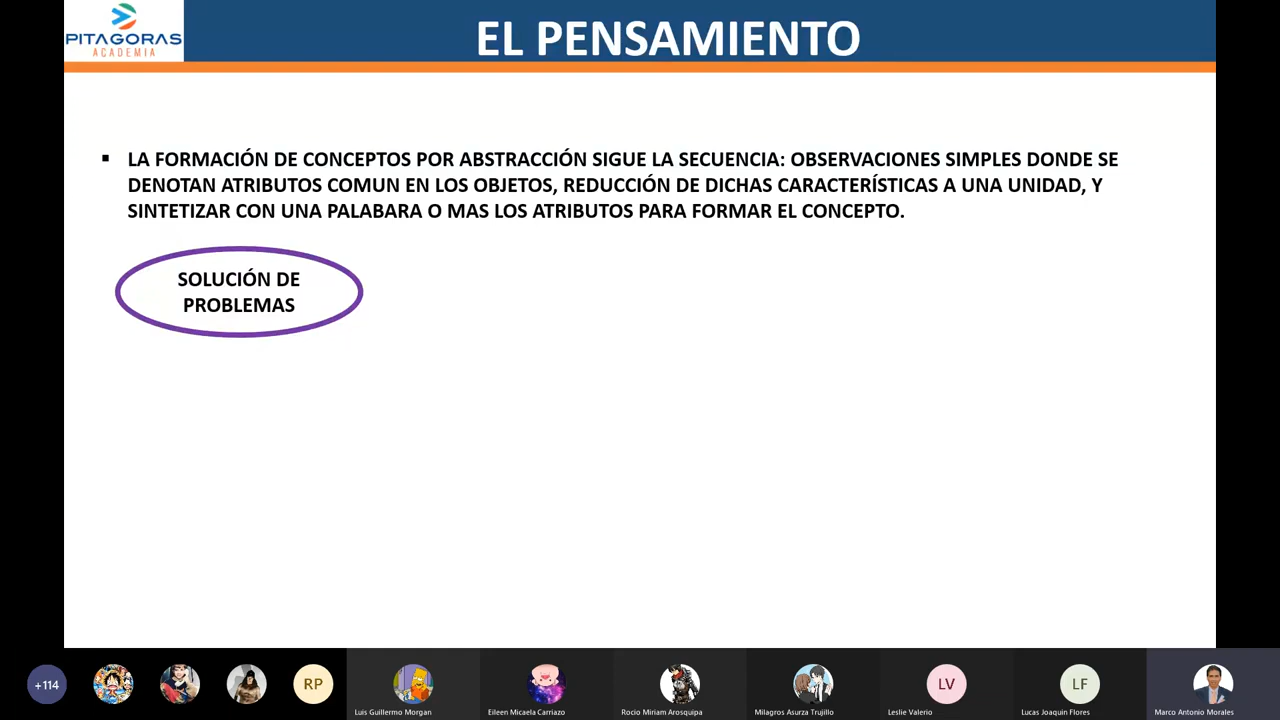 PITAGORAS
ACADEMIA
EL PENSAMIENTO
▪ LA FORMACIÓN DE CONCEPTOS POR ABSTRACCIÓN SIGUE LA SECUENCIA: OBSERVACIONES SIMPLES DONDE SE
DENOTAN ATRIBUTOS COMUN EN LOS OBJETOS, REDUCCIÓN DE DICHAS CARACTERÍSTICAS A UNA UNIDAD, Y
SINTETIZAR CON UNA PALABARA O MAS LOS ATRIBUTOS PARA FORMAR EL CONCEPTO.
SOLUCIÓN DE
PROBLEMAS
+114
RP
LV
LF
Luis Guillermo Morgan
Eileen Micaela Carriazo
Rocio Miriam Arosquipa
Milagros Asurza Trujillo
Leslie Valerio
Lucas Joaquin Flores
Marco Antonio Morales